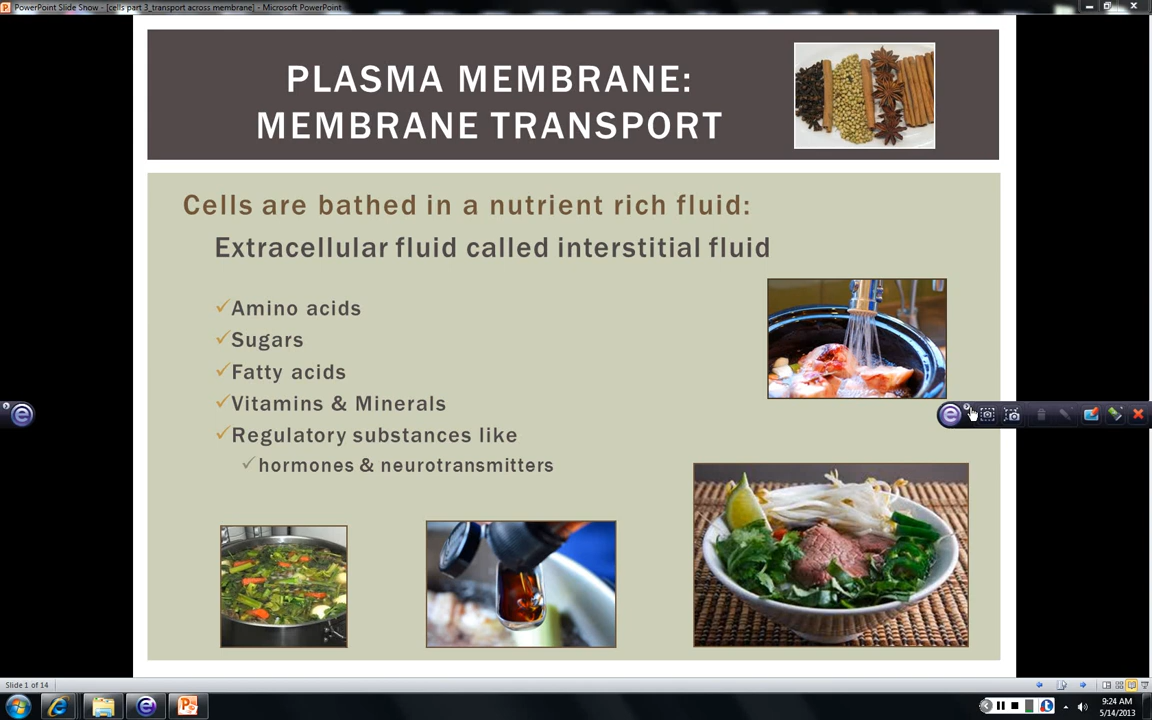 PowerPoint Slide Show - [cells part 3_transport across membrane] - Microsoft PowerPoint
PLASMA MEMBRANE:
MEMBRANE TRANSPORT
Cells are bathed in a nutrient rich fluid:
Extracellular fluid called interstitial fluid
Amino acids
Sugars
Fatty acids
Vitamins & Minerals
Regulatory substances like
hormones & neurotransmitters
Slide 1 of 14
9:24 AM
5/14/2013